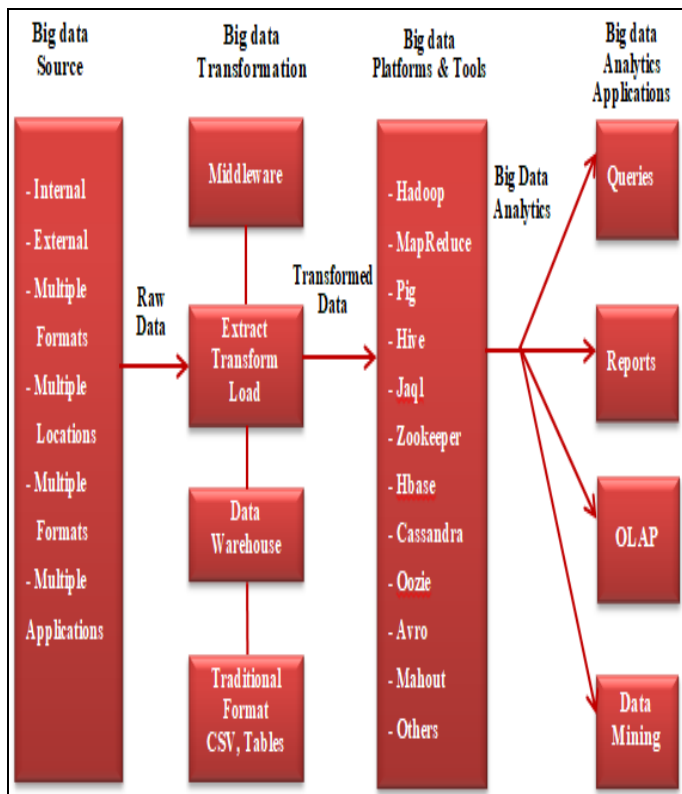 Big data
Source
Big data
Transformation
Big data
Platforms & Tools
Big data
Analytics
Applications
- Internal
- External
- Multiple
Formats
- Multiple
Locations
- Multiple
Formats
- Multiple
Applications
Raw
Data
Middleware
Extract
Transform
Load
Data
Warehouse
Traditional
Format
CSV, Tables
Transformed
Data
- Hadoop
- MapReduce
- Pig
- Hive
- Jaql
- Zookeeper
- Hbase
- Cassandra
- Oozie
- Avro
- Mahout
- Others
Big Data
Analytics
Queries
Reports
OLAP
Data
Mining